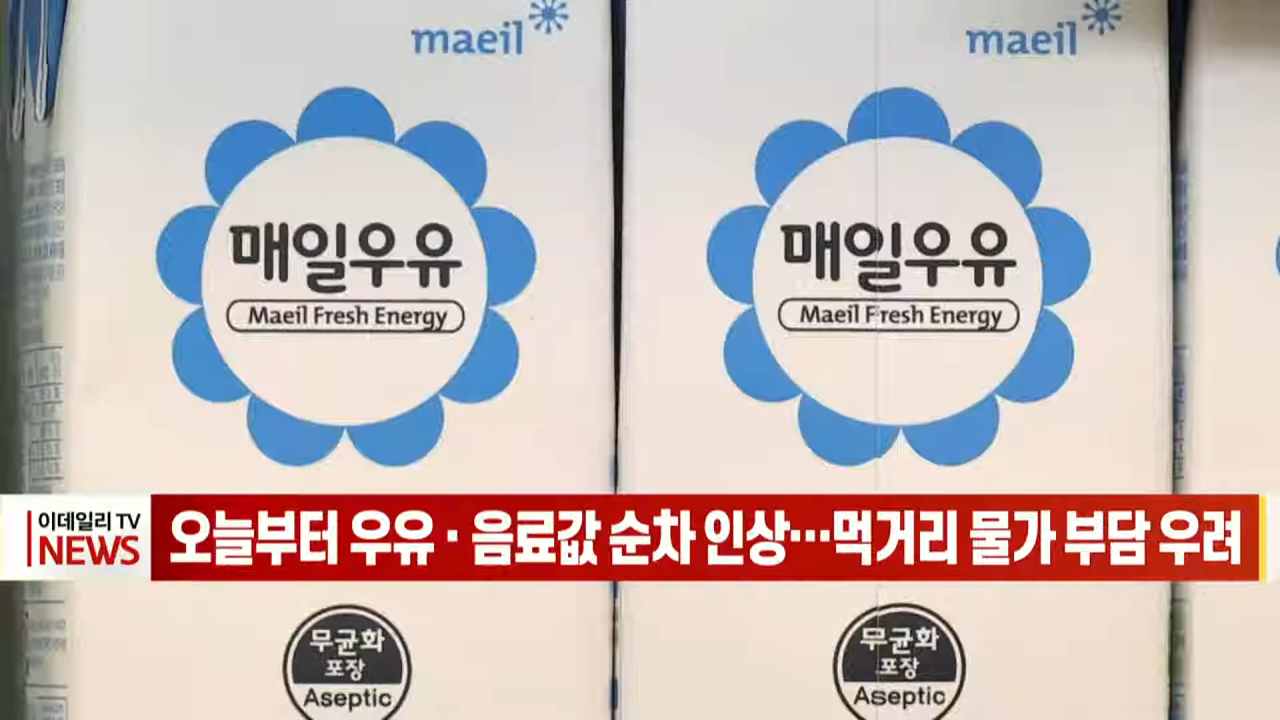 maeil
maeil
매일우유
Maeil Fresh Energy
매일우유
Maeil Fresh Energy
이데일리 TV
NEWS
오늘부터 우유·음료값 순차 인상…먹거리 물가 부담 우려
무균화
포장
Aseptic
무균화
포장
Aseptic